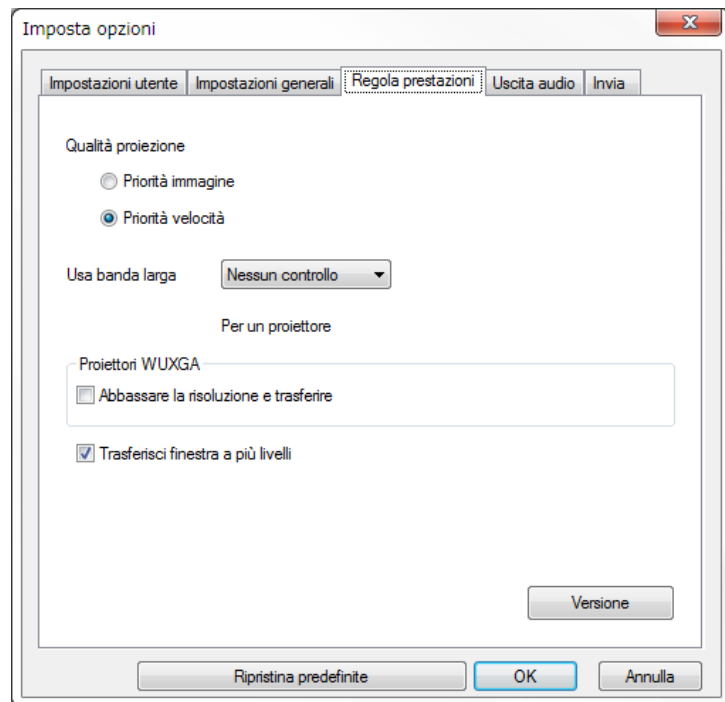 Imposta opzioni
Impostazioni utente Impostazioni generali Regola prestazioni Uscita audio Invia
Qualità proiezione
Priorità immagine
Priorità velocità
Usa banda larga Nessun controllo
Per un proiettore
Proiettori WUXGA
Abbassare la risoluzione e trasferire
Trasferisci finestra a più livelli
Versione
Ripristina predefinite OK Annulla